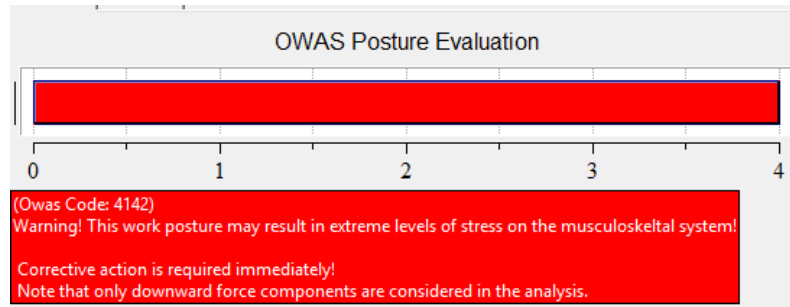 OWAS Posture Evaluation
0 1 2 3 4
(Owas Code: 4142)
Warning! This work posture may result in extreme levels of stress on the musculoskeltal system!
Corrective action is required immediately!
Note that only downward force components are considered in the analysis.